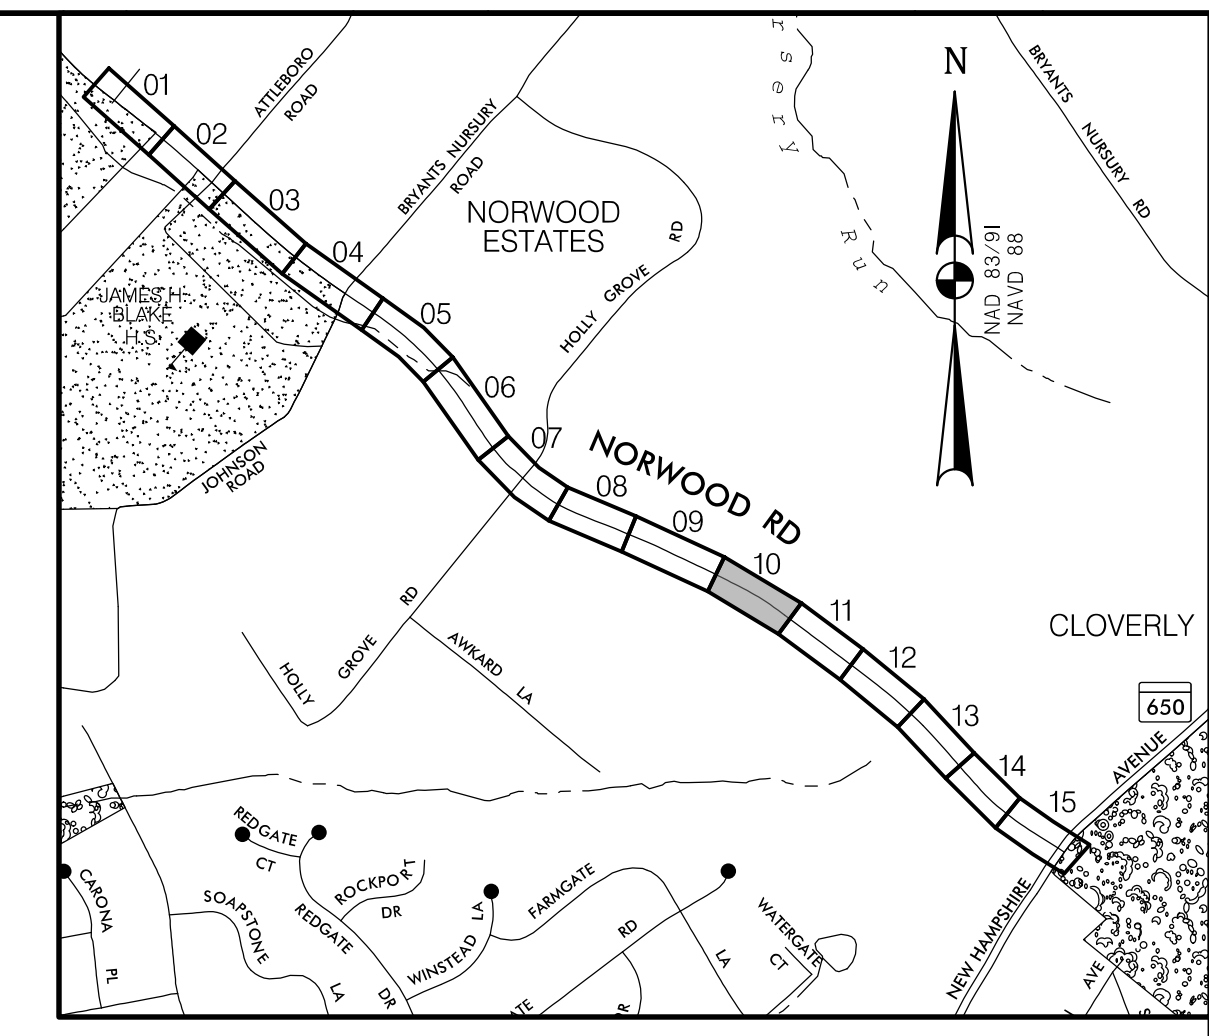 01
02
03
04
05
06
07
08
09
10
11
12
13
14
15
ATTLEBORO
ROAD
BRYANTS NURSURY
ROAD
NORWOOD
ESTATES
HOLLY GROVE RD
rsery
Run
N
NAD 83/91
NAVD 88
BRYANTS NURSURY RD
JAMES H.
BLAKE
H.S.
JOHNSON
ROAD
NORWOOD RD
HOLLY GROVE RD
AWKARD LA
CLOVERLY
650
NEW HAMPSHIRE AVENUE
REDGATE
CT
ROCKPORT
DR
CARONA PL
SOAPSTONE LA
REDGATE DR
WINSTEAD LA
FARMGATE LA
RD
WATERGATE
CT
AVE